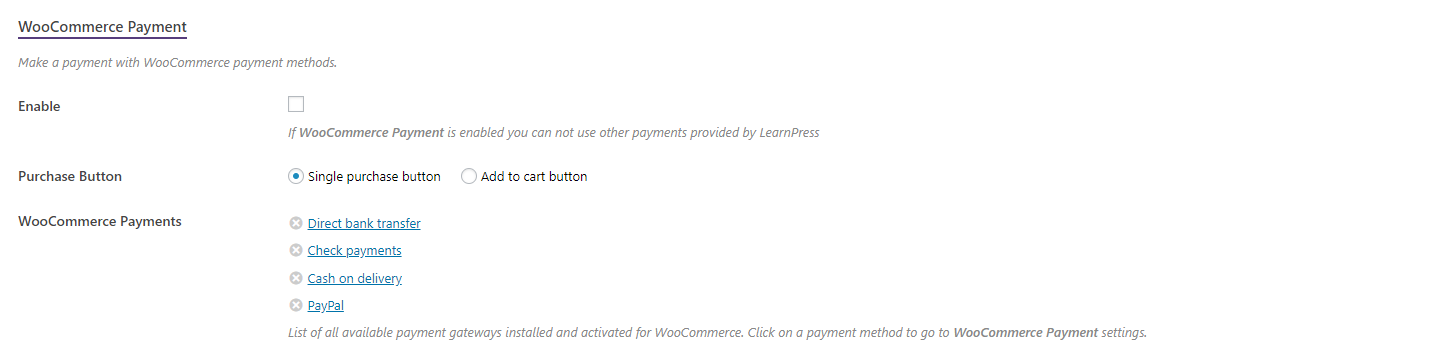 WooCommerce Payment
Make a payment with WooCommerce payment methods.
Enable
If WooCommerce Payment is enabled you can not use other payments provided by LearnPress
Purchase Button Single purchase button Add to cart button
WooCommerce Payments Direct bank transfer
Check payments
Cash on delivery
PayPal
List of all available payment gateways installed and activated for WooCommerce. Click on a payment method to go to WooCommerce Payment settings.